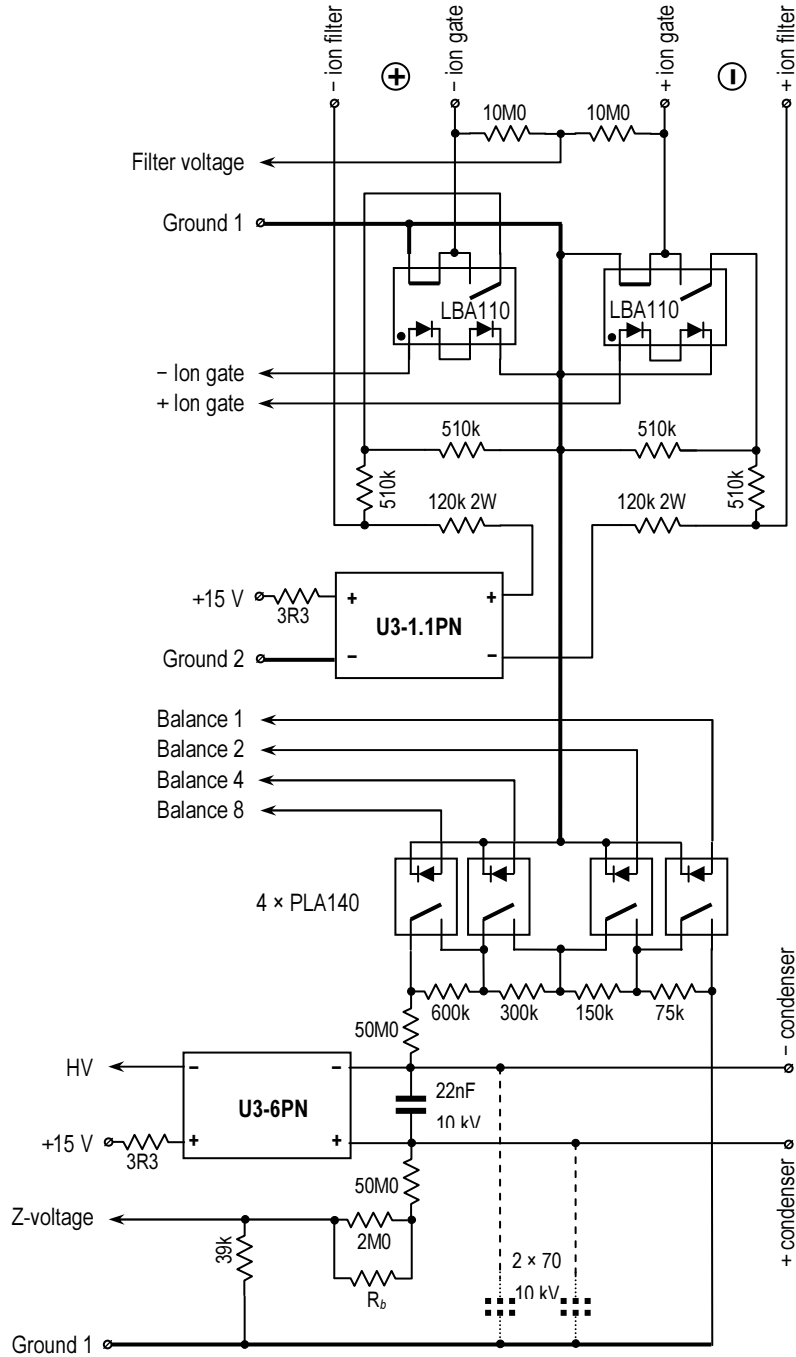 − ion filter
− ion gate
+ ion gate
+ ion filter
+
−
10M0
10M0
Filter voltage
Ground 1
LBA110
LBA110
− Ion gate
+ Ion gate
510k
510k
510k
510k
120k 2W
120k 2W
+15 V
3R3
+
+
U3-1.1PN
Ground 2
−
−
Balance 1
Balance 2
Balance 4
Balance 8
4 × PLA140
600k
300k
150k
75k
50M0
HV
−
−
− condenser
22nF
10 kV
U3-6PN
+15 V
3R3
+
+
50M0
+ condenser
Z-voltage
2M0
39k
Rb
2 × 70
10 kV
Ground 1